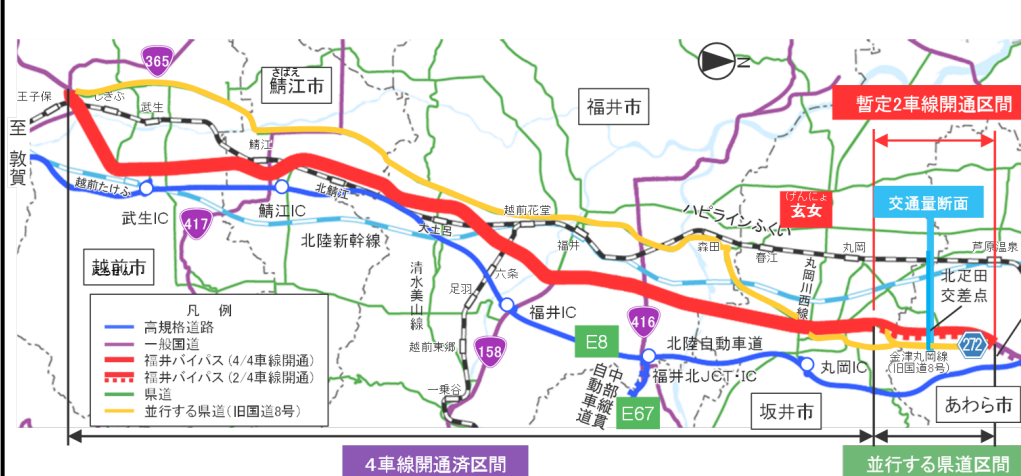 365
鯖江市
さばえ
福井市
N
暫定2車線開通区間
王子保
しきぶ
武生
鯖江
至
敦賀
越前たけふ
武生IC
417
鯖江IC
北鯖江
北陸新幹線
大土呂
越前花堂
福井
ハピラインふくい
げんにょ
玄女
森田
春江
丸岡
丸岡川西線
交通量断面
芦原温泉
北疋田
交差点
越前市
清水美山線
六条
足羽
越前東郷
一乗谷
158
福井IC
E8
416
北陸自動車道
福井北JCT・IC
中部縦貫
自動車道
E67
丸岡IC
272
金津丸岡線
(旧国道8号)
坂井市
あわら市
凡 例
高規格道路
一般国道
福井バイパス(4/4車線開通)
福井バイパス(2/4車線開通)
県道
並行する県道(旧国道8号)
4車線開通済区間
並行する県道区間